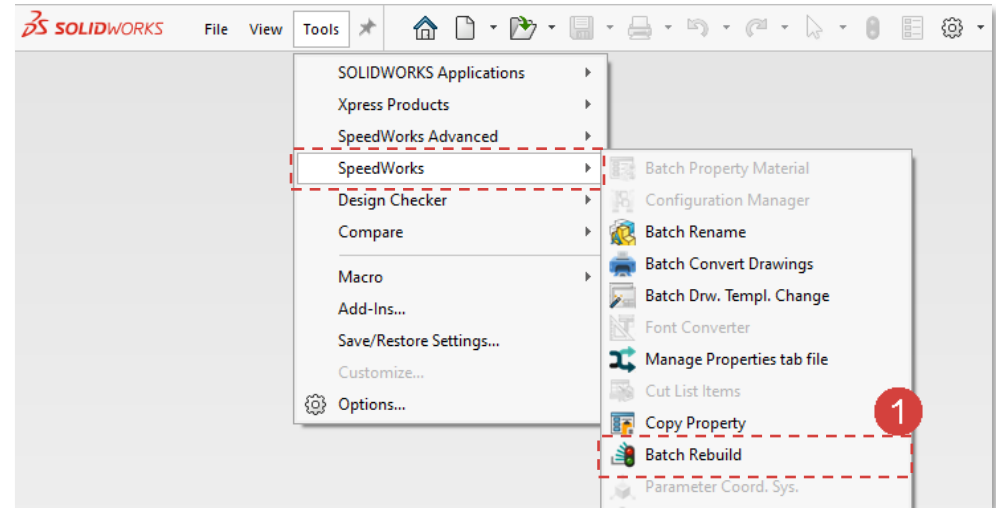 SOLIDWORKS File View Tools
SOLIDWORKS Applications
Xpress Products
SpeedWorks Advanced
SpeedWorks
Design Checker
Compare
Macro
Add-Ins...
Save/Restore Settings...
Customize...
Options...
Batch Property Material
Configuration Manager
Batch Rename
Batch Convert Drawings
Batch Drw. Templ. Change
Font Converter
Manage Properties tab file
Cut List Items
Copy Property
1
Batch Rebuild
Parameter Coord. Sys.